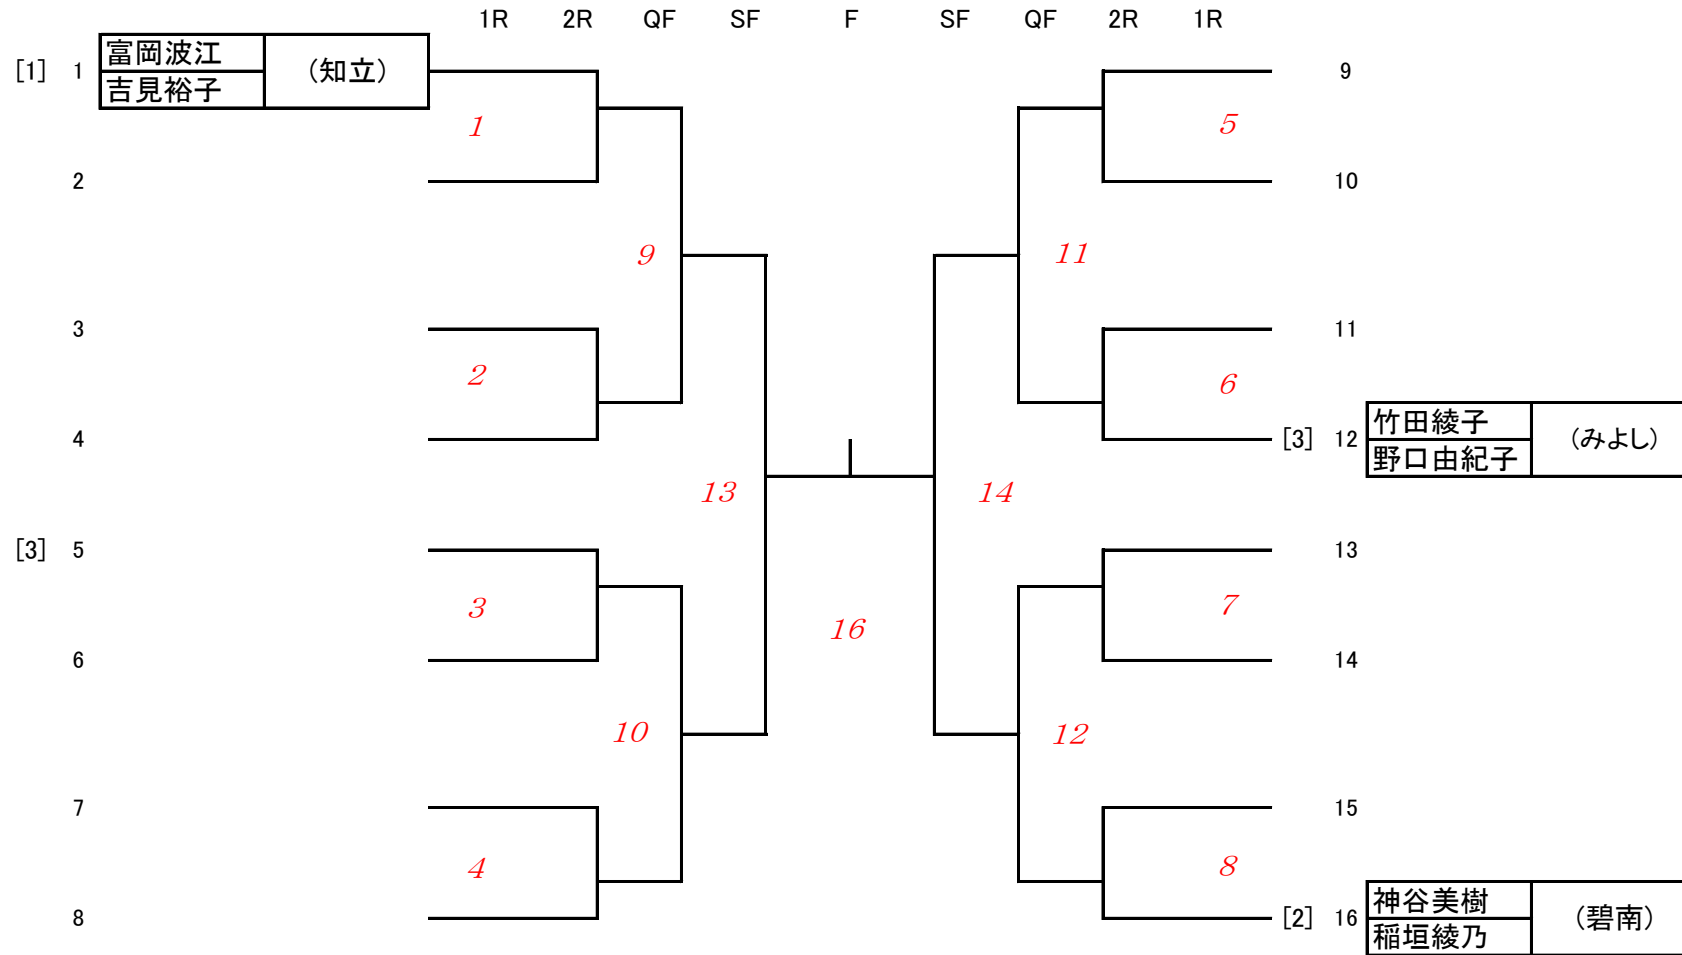 1R 2R QF SF F SF QF 2R 1R
富岡波江
[1] 1 (知立) 9
吉見裕子
1 5
2 10
9 11
3 11
2 6
竹田綾子
4 [3] 12 (みよし)
野口由紀子
13 14
[3] 5 13
3 7
16
6 14
10 12
7 15
4 8
神谷美樹
8 [2] 16 (碧南)
稲垣綾乃